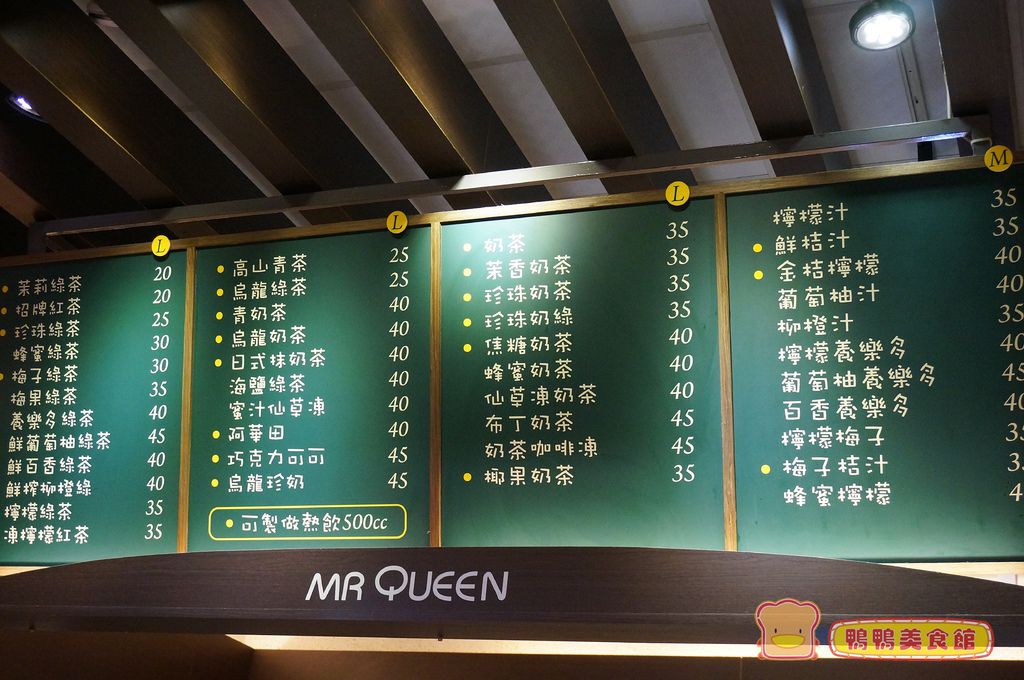 L
茉莉綠茶 20
招牌紅茶 20
珍珠綠茶 25
蜂蜜綠茶 30
梅子綠茶 30
梅果綠茶 35
養樂多綠茶 40
鮮葡萄柚綠茶 45
鮮百香綠茶 40
鮮榨柳橙綠 40
檸檬綠茶 35
凍檸檬紅茶 35
L
高山青茶 25
烏龍綠茶 25
青奶茶 40
烏龍奶茶 40
日式抹奶茶 40
海鹽綠茶 40
蜜汁仙草凍 40
阿華田 40
巧克力可可 45
烏龍珍奶 45
可製做熱飲500cc
L
奶茶 35
茉香奶茶 35
珍珠奶茶 35
珍珠奶綠 35
焦糖奶茶 40
蜂蜜奶茶 40
仙草凍奶茶 40
布丁奶茶 45
奶茶咖啡凍 45
椰果奶茶 35
M
檸檬汁 35
鮮桔汁 35
金桔檸檬 40
葡萄柚汁 40
柳橙汁 35
檸檬養樂多 40
葡萄柚養樂多
百香養樂多
檸檬梅子
梅子桔汁
蜂蜜檸檬
MR QUEEN
鴨鴨美食館